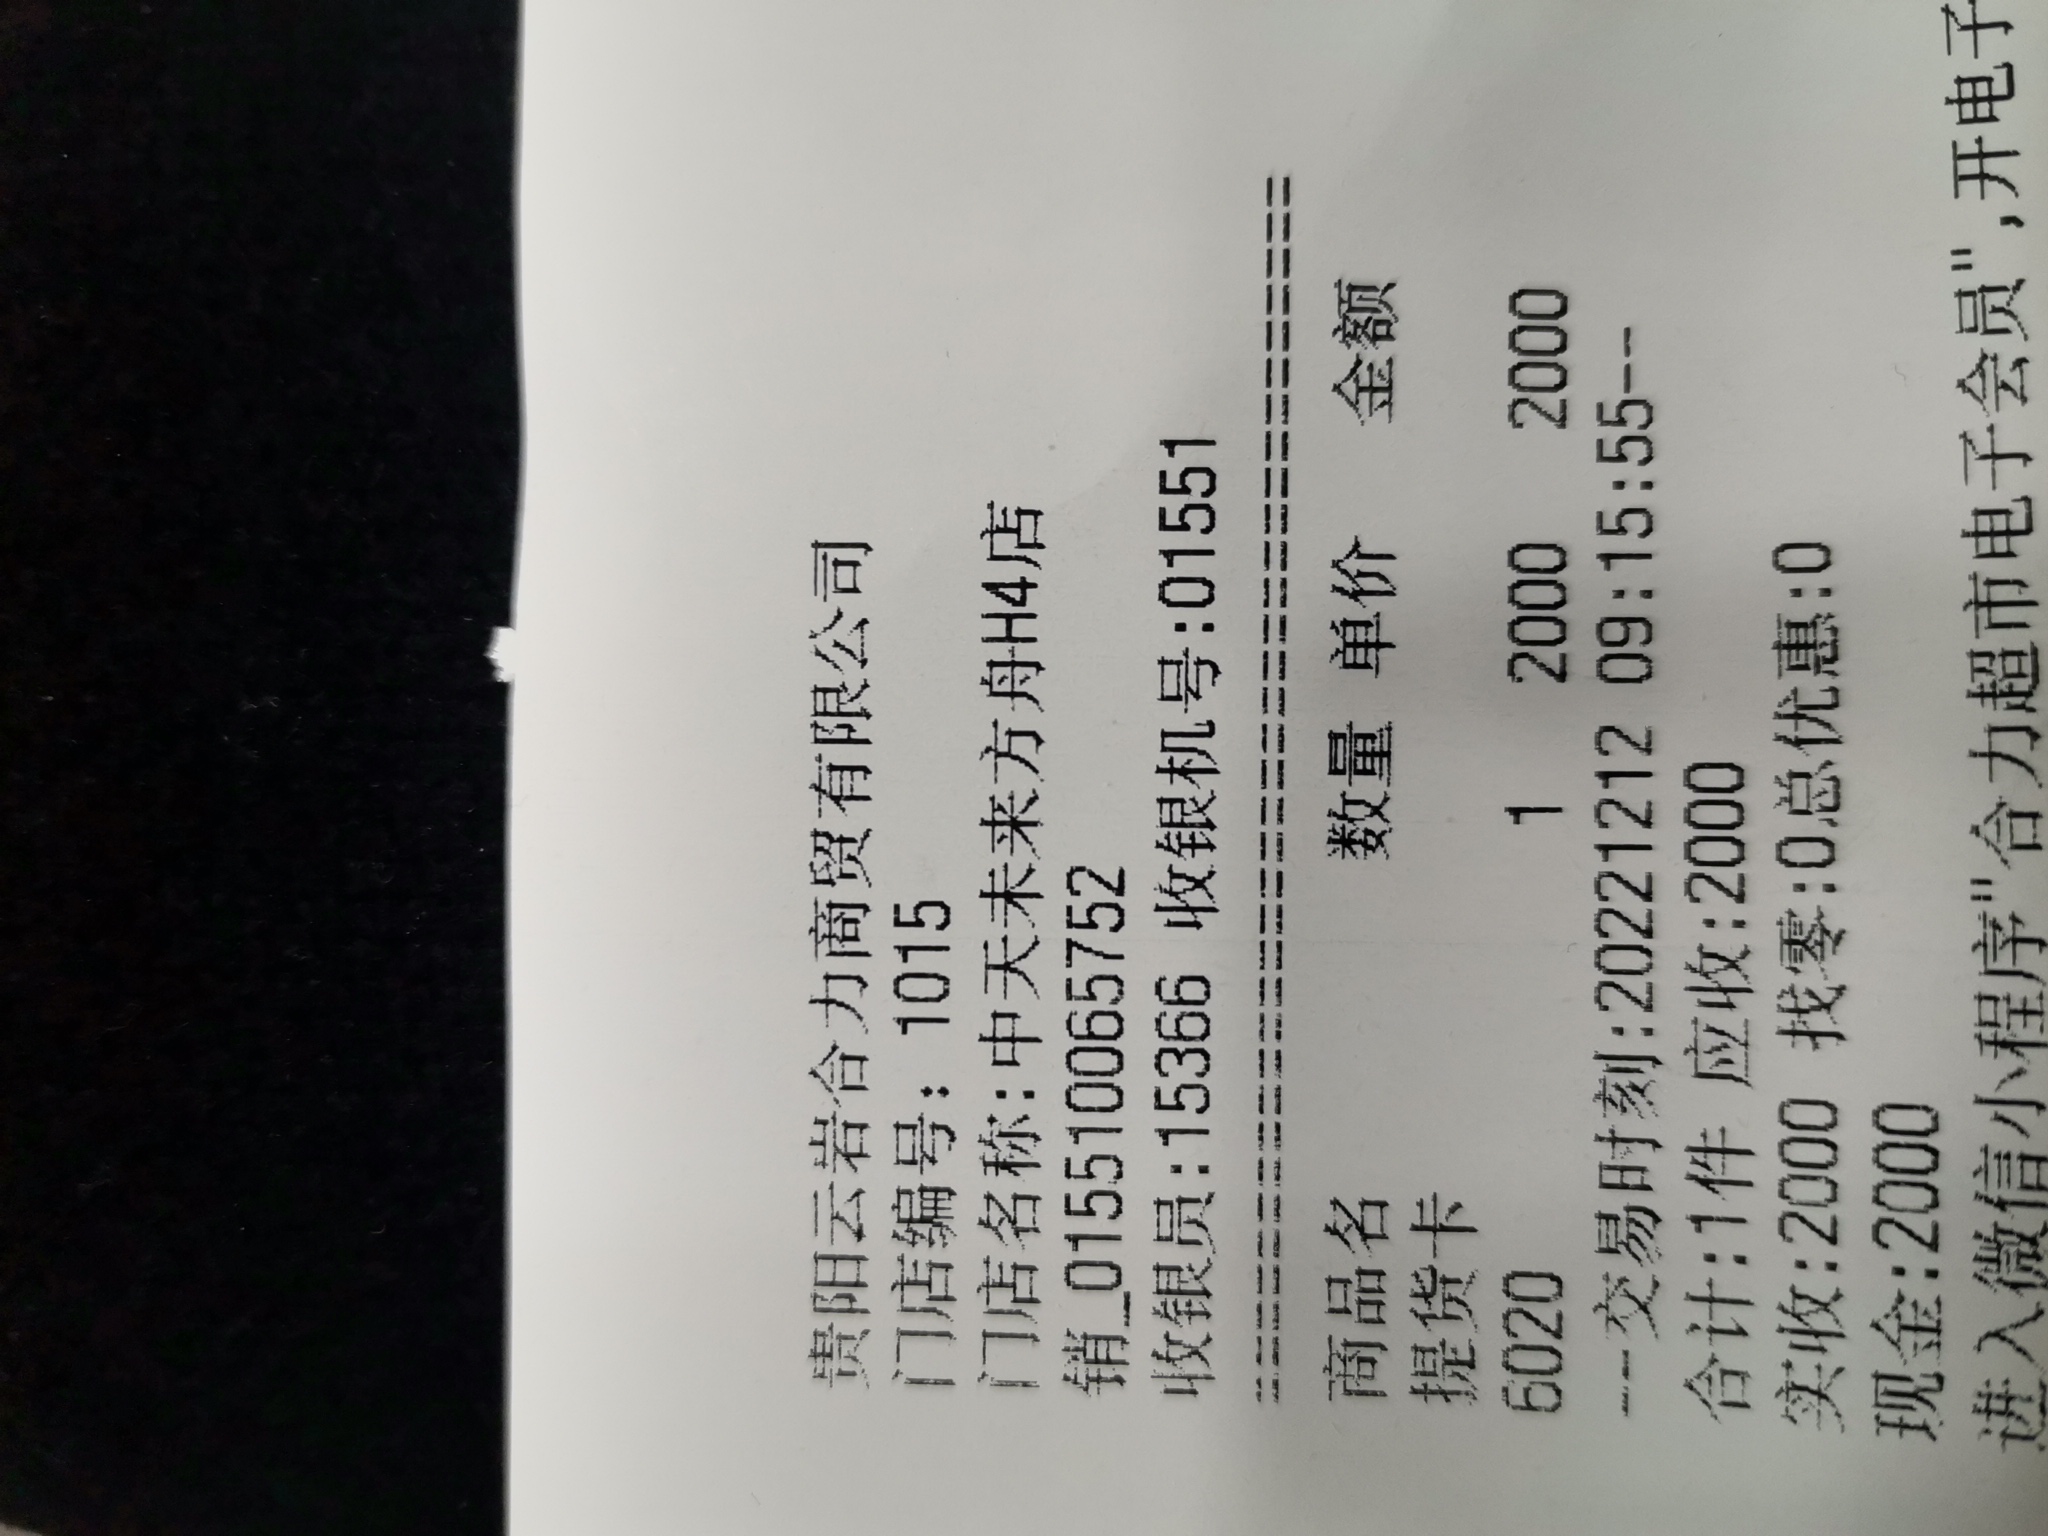 贵阳云岩合力商贸有限公司
门店编号: 1015
门店名称:中天未来方舟H4店
销_015510065752
收银员:15366 收银机号:01551
================================
商品名 数量 单价 金额
提货卡
6020 1 2000 2000
---交易时刻:20221212 09:15:55---
合计:1件 应收:2000
实收:2000 找零:0总优惠:0
现金:2000
进入微信小程序"合力超市电子会员",开电子